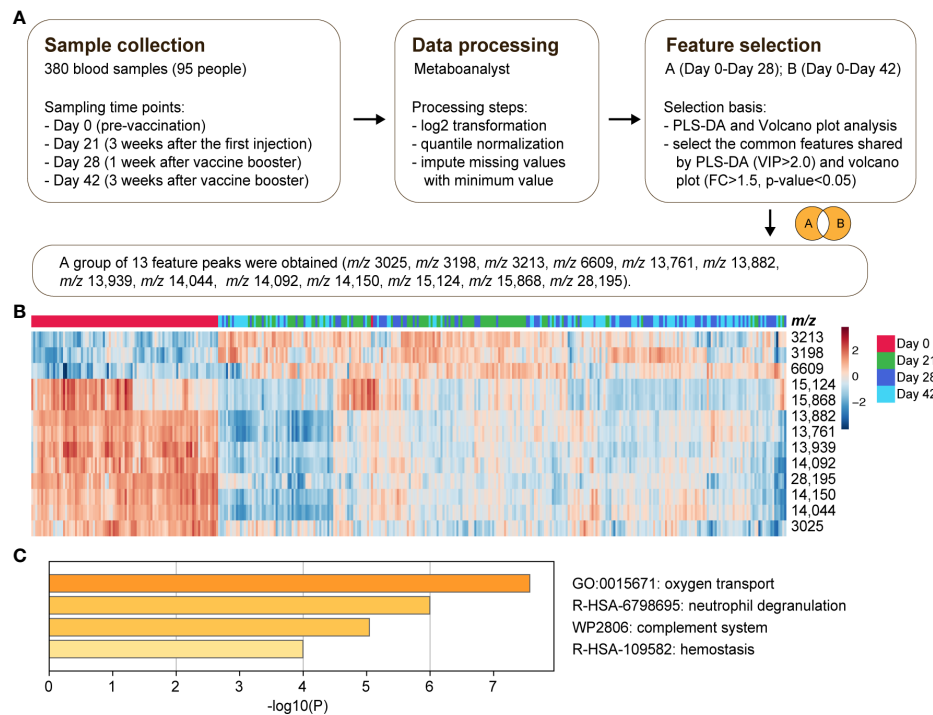 A
Sample collection
380 blood samples (95 people)
Sampling time points:
- Day 0 (pre-vaccination)
- Day 21 (3 weeks after the first injection)
- Day 28 (1 week after vaccine booster)
- Day 42 (3 weeks after vaccine booster)
Data processing
Metaboanalyst
Processing steps:
- log2 transformation
- quantile normalization
- impute missing values
with minimum value
Feature selection
A (Day 0-Day 28); B (Day 0-Day 42)
Selection basis:
- PLS-DA and Volcano plot analysis
- select the common features shared
by PLS-DA (VIP>2.0) and volcano
plot (FC>1.5, p-value<0.05)
A B
A group of 13 feature peaks were obtained (m/z 3025, m/z 3198, m/z 3213, m/z 6609, m/z 13,761, m/z 13,882,
m/z 13,939, m/z 14,044, m/z 14,092, m/z 14,150, m/z 15,124, m/z 15,868, m/z 28,195).
B
m/z
3213
3198
6609
15,124
15,868
13,882
13,761
13,939
14,092
28,195
14,150
14,044
3025
2
0
−2
Day 0
Day 21
Day 28
Day 42
C
GO:0015671: oxygen transport
R-HSA-6798695: neutrophil degranulation
WP2806: complement system
R-HSA-109582: hemostasis
0 1 2 3 4 5 6 7
-log10(P)